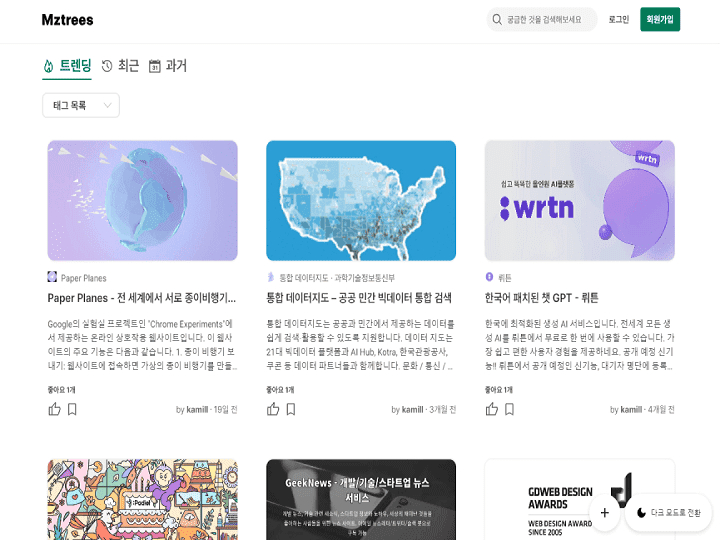 Mztrees
궁금한 것을 검색해보세요
로그인
회원가입
트렌딩
최근
31
과거
태그 목록
쉽고 똑똑한 올인원 AI플랫폼
wrtn
wrtn
Paper Planes
Paper Planes - 전 세계에서 서로 종이비행기...
Google의 실험실 프로젝트인 "Chrome Experiments"에
서 제공하는 온라인 상호작용 웹사이트입니다. 이 웹사
이트의 주요 기능은 다음과 같습니다. 1. 종이 비행기 보
내기: 웹사이트에 접속하면 가상의 종이 비행기를 만들...
좋아요 1개
by kamill · 19일 전
통합 데이터지도 · 과학기술정보통신부
통합 데이터지도 – 공공 민간 빅데이터 통합 검색
통합 데이터지도는 공공과 민간에서 제공하는 데이터를
쉽게 검색·활용할 수 있도록 지원합니다. 데이터 지도는
21대 빅데이터 플랫폼과 AI Hub, Kotra, 한국관광공사,
쿠콘 등 데이터 파트너들과 함께합니다. 문화 / 통신 / ...
좋아요 1개
by kamill · 3개월 전
뤼튼
한국어 패치된 챗 GPT - 뤼튼
한국에 최적화된 생성 AI 서비스입니다. 전세계 모든 생
성 AI를 뤼튼에서 무료로 한 번에 사용할 수 있습니다. 가
장 쉽고 편한 사용자 경험을 제공하네요. 공개 예정 신기
능!! 뤼튼에서 공개 예정인 신기능, 대기자 명단에 등록...
좋아요 1개
by kamill · 4개월 전
GeekNews - 개발/기술/스타트업 뉴스
서비스
GDWEB DESIGN
AWARDS
WEB DESIGN AWARD
SINCE 2005
다크 모드로 전환